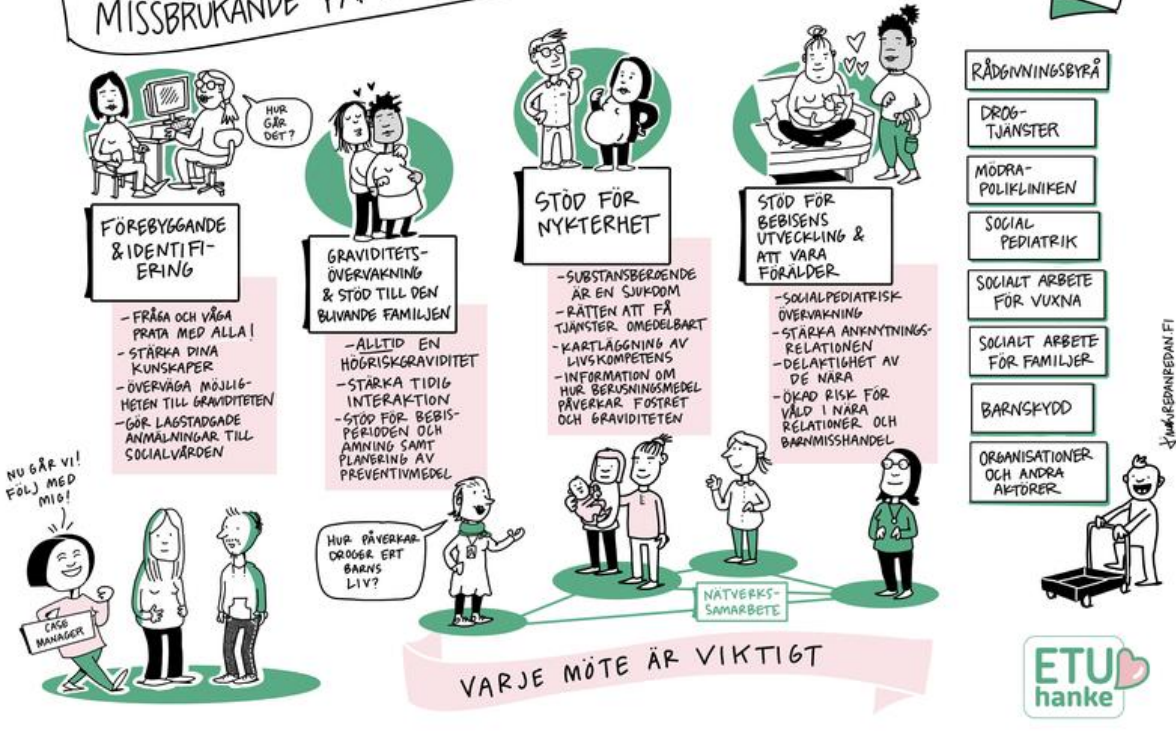 MISSBRUKANDE
HUR
GÅR
DET?
FÖREBYGGANDE
& IDENTIFI-
ERING
- FRÅGA OCH VÅGA
PRATA MED ALLA!
- STÄRKA DINA
KUNSKAPER
- ÖVERVÄGA MÖJLIG-
HETEN TILL GRAVIDITETEN
- GÖR LAGSTADGADE
ANMÄLNINGAR TILL
SOCIALVÅRDEN
GRAVIDITETS-
ÖVERVAKNING
& STÖD TILL DEN
BLIVANDE FAMILJEN
- ALLTID EN
HÖGRISKGRAVIDITET
- STÄRKA TIDIG
INTERAKTION
- STÖD FÖR BEBIS-
PERIODEN OCH
AMNING SAMT
PLANERING AV
PREVENTIVMEDEL
STÖD FÖR
NYKTERHET
- SUBSTANSBEROENDE
ÄR EN SJUKDOM
- RÄTTEN ATT FÅ
TJÄNSTER OMEDELBART
- KARTLÄGGNING AV
LIVSKOMPETENS
- INFORMATION OM
HUR BERUSNINGSMEDEL
PÅVERKAR FOSTRET
OCH GRAVIDITETEN
STÖD FÖR
BEBISENS
UTVECKLING &
ATT VARA
FÖRÄLDER
- SOCIALPEDIATRISK
ÖVERVAKNING
- STÄRKA ANKNYTNINGS-
RELATIONEN
- DELAKTIGHET AV
DE NÄRA
- ÖKAD RISK FÖR
VÅLD I NÄRA
RELATIONER OCH
BARNMISSHANDEL
RÅDGIVNINGSBYRÅ
DROG-
TJÄNSTER
MÖDRA-
POLIKLINIKEN
SOCIAL
PEDIATRIK
SOCIALT ARBETE
FÖR VUXNA
SOCIALT ARBETE
FÖR FAMILJER
BARNSKYDD
ORGANISATIONER
OCH ANDRA
AKTÖRER
NU GÅR VI!
FÖLJ MED
MIG!
CASE
MANAGER
HUR PÅVERKAR
DROGER ERT
BARNS
LIV?
NÄTVERKS-
SAMARBETE
VARJE MÖTE ÄR VIKTIGT
ETU
hanke